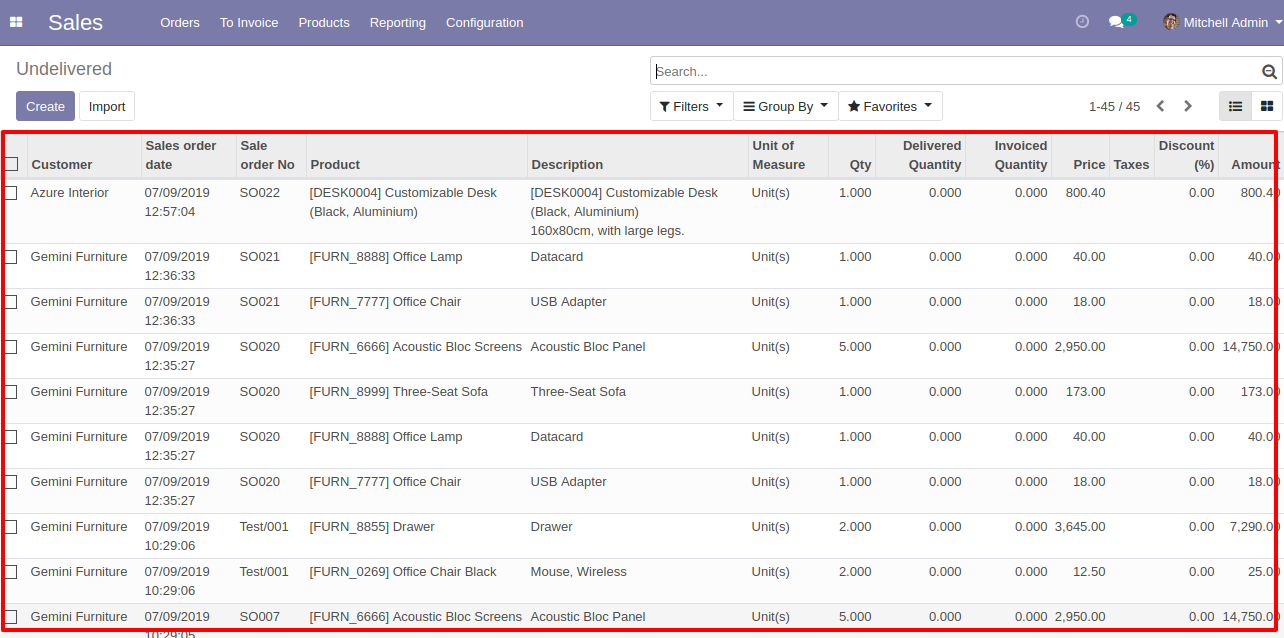 Sales Orders To Invoice Products Reporting Configuration 4 Mitchell Admin
Undelivered
Search...
Create Import Filters Group By Favorites 1-45 / 45
Customer Sales order date Sale order No Product Description Unit of Measure Qty Delivered Quantity Invoiced Quantity Price Taxes Discount (%) Amount
Azure Interior 07/09/2019 SO022 [DESK0004] Customizable Desk [DESK0004] Customizable Desk Unit(s) 1.000 0.000 0.000 800.40 0.00 800.40
12:57:04 (Black, Aluminium) (Black, Aluminium)
160x80cm, with large legs.
Gemini Furniture 07/09/2019 SO021 [FURN_8888] Office Lamp Datacard Unit(s) 1.000 0.000 0.000 40.00 0.00 40.00
12:36:33
Gemini Furniture 07/09/2019 SO021 [FURN_7777] Office Chair USB Adapter Unit(s) 1.000 0.000 0.000 18.00 0.00 18.00
12:36:33
Gemini Furniture 07/09/2019 SO020 [FURN_6666] Acoustic Bloc Screens Acoustic Bloc Panel Unit(s) 5.000 0.000 0.000 2,950.00 0.00 14,750.00
12:35:27
Gemini Furniture 07/09/2019 SO020 [FURN_8999] Three-Seat Sofa Three-Seat Sofa Unit(s) 1.000 0.000 0.000 173.00 0.00 173.00
12:35:27
Gemini Furniture 07/09/2019 SO020 [FURN_8888] Office Lamp Datacard Unit(s) 1.000 0.000 0.000 40.00 0.00 40.00
12:35:27
Gemini Furniture 07/09/2019 SO020 [FURN_7777] Office Chair USB Adapter Unit(s) 1.000 0.000 0.000 18.00 0.00 18.00
12:35:27
Gemini Furniture 07/09/2019 Test/001 [FURN_8855] Drawer Drawer Unit(s) 2.000 0.000 0.000 3,645.00 0.00 7,290.00
10:29:06
Gemini Furniture 07/09/2019 Test/001 [FURN_0269] Office Chair Black Mouse, Wireless Unit(s) 2.000 0.000 0.000 12.50 0.00 25.00
10:29:06
Gemini Furniture 07/09/2019 SO007 [FURN_6666] Acoustic Bloc Screens Acoustic Bloc Panel Unit(s) 5.000 0.000 0.000 2,950.00 0.00 14,750.00
10:29:05